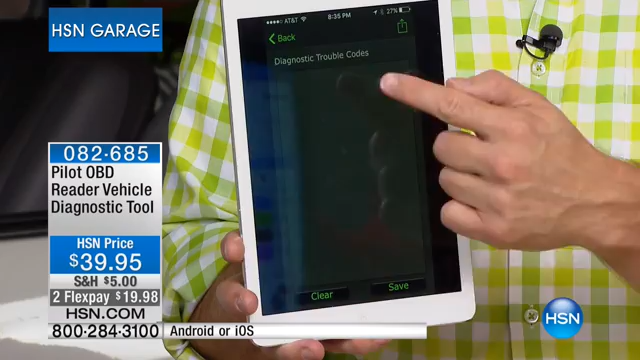 HSN GARAGE
AT&T
8:35 PM
27%
Back
Diagnostic Trouble Codes
Clear
Save
082-685
Pilot OBD
Reader Vehicle
Diagnostic Tool
HSN Price
$39.95
S&H $5.00
2 Flexpay $19.98
HSN.COM
800-284-3100
Android or iOS
HSN